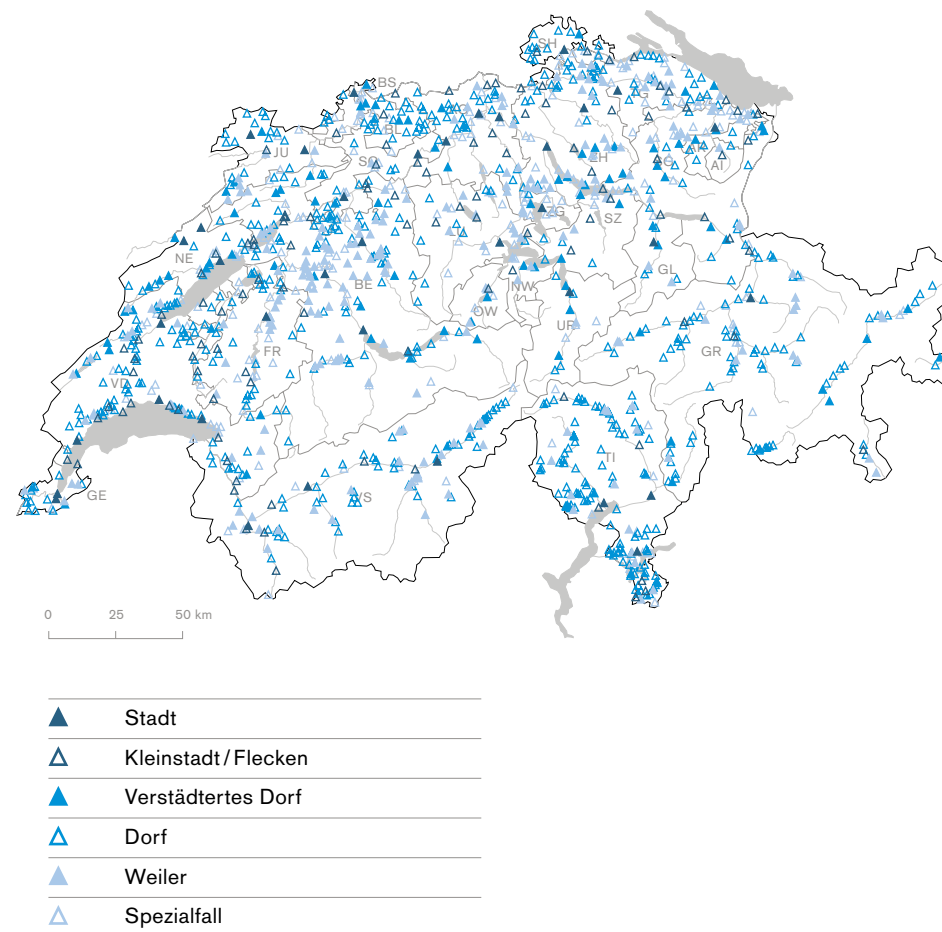 SH
BS
BL
JU
SO
ZH
SG
AR
AI
ZG
SZ
NE
BE
NW
OW
GL
UR
FR
GR
VD
TI
VS
GE
0 25 50 km
Stadt
Kleinstadt / Flecken
Verstädtertes Dorf
Dorf
Weiler
Spezialfall